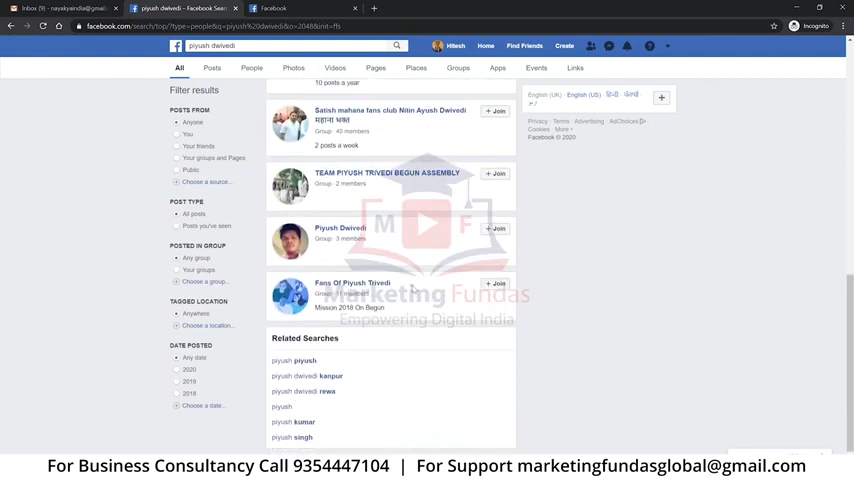 Inbox (9) - nayakyaindia@gmail
piyush dwivedi – Facebook Sear
Facebook
facebook.com/search/top/?type=people&q=piyush%20dwivedi&o=2048&init=ffs
Incognito
piyush dwivedi
Hitesh
Home
Find Friends
Create
All
Posts
People
Photos
Videos
Pages
Places
Groups
Apps
Events
Links
Filter results
POSTS FROM
Anyone
You
Your friends
Your groups and Pages
Public
Choose a source...
POST TYPE
All posts
Posts you've seen
POSTED IN GROUP
Any group
Your groups
Choose a group...
TAGGED LOCATION
Anywhere
Choose a location...
DATE POSTED
Any date
2020
2019
2018
Choose a date...
10 posts a year
Satish mahana fans club Nitin Ayush Dwivedi
महाना भक्त
Group · 40 members
2 posts a week
+ Join
TEAM PIYUSH TRIVEDI BEGUN ASSEMBLY
Group · 2 members
+ Join
Piyush Dwivedi
Group · 3 members
+ Join
Fans Of Piyush Trivedi
Group · 11 members
Mission 2018 On Begun
+ Join
M F
Marketing Fundas
Empowering Digital India
Related Searches
piyush piyush
piyush dwivedi kanpur
piyush dwivedi rewa
piyush
piyush kumar
piyush singh
English (UK) · English (US) · हिन्दी · ਪੰਜਾਬੀ ·
Privacy · Terms · Advertising · AdChoices ·
Cookies · More
Facebook © 2020
For Business Consultancy Call 9354447104 | For Support marketingfundasglobal@gmail.com